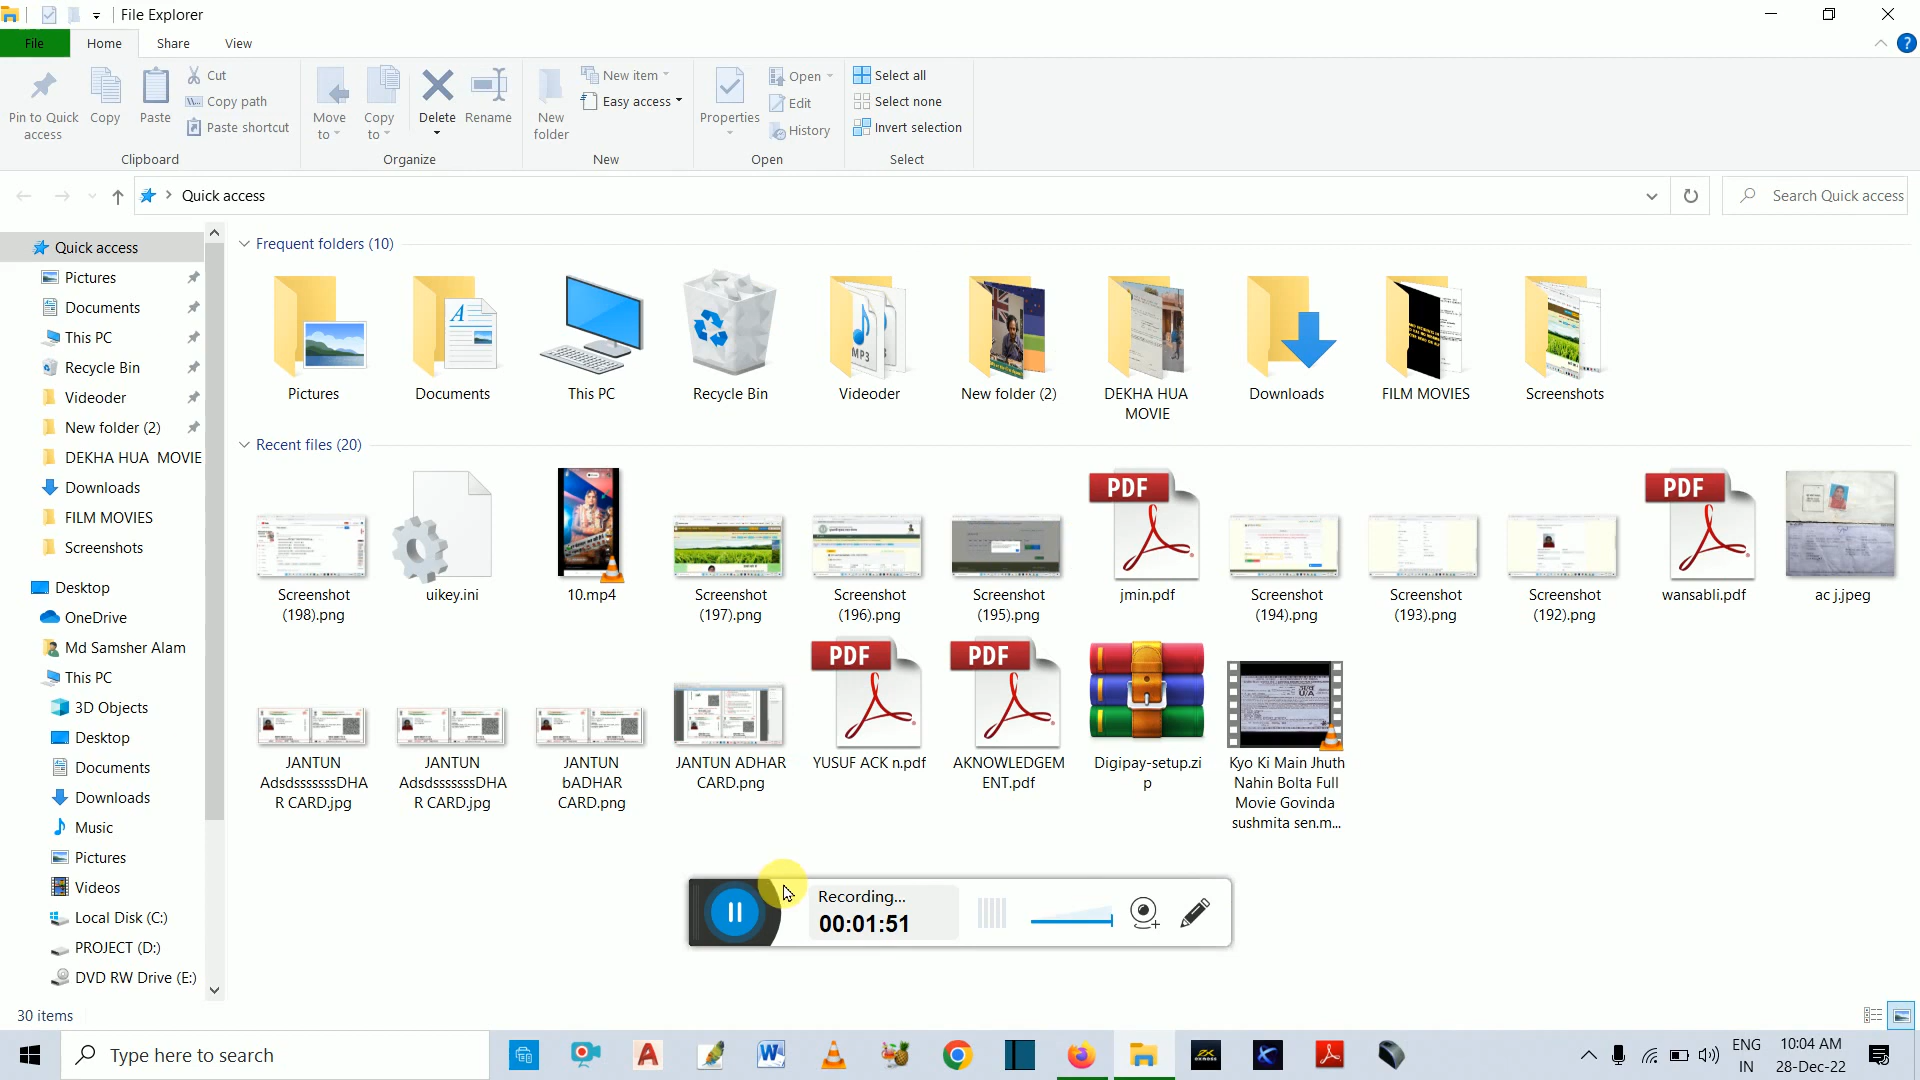 File Explorer
File
Home
Share
View
Pin to Quick access
Copy
Paste
Cut
Copy path
Paste shortcut
Clipboard
Move to
Copy to
Delete
Rename
Organize
New folder
New item
Easy access
New
Properties
Open
Edit
History
Open
Select all
Select none
Invert selection
Select
Quick access
Search Quick access
Quick access
Pictures
Documents
This PC
Recycle Bin
Videoder
New folder (2)
DEKHA HUA MOVIE
Downloads
FILM MOVIES
Screenshots
Desktop
OneDrive
Md Samsher Alam
This PC
3D Objects
Desktop
Documents
Downloads
Music
Pictures
Videos
Local Disk (C:)
PROJECT (D:)
DVD RW Drive (E:)
Frequent folders (10)
Pictures
Documents
This PC
Recycle Bin
MP3
Videoder
New folder (2)
DEKHA HUA
MOVIE
Downloads
FILM MOVIES
Screenshots
Recent files (20)
Screenshot
(198).png
uikey.ini
10.mp4
Screenshot
(197).png
Screenshot
(196).png
Screenshot
(195).png
PDF
jmin.pdf
Screenshot
(194).png
Screenshot
(193).png
Screenshot
(192).png
PDF
wansabli.pdf
ac j.jpeg
JANTUN
AdsdsssssssDHA
R CARD.jpg
JANTUN
AdsdsssssssDHA
R CARD.jpg
JANTUN
bADHAR
CARD.png
JANTUN ADHAR
CARD.png
PDF
YUSUF ACK n.pdf
PDF
AKNOWLEDGEM
ENT.pdf
Digipay-setup.zi
p
Kyo Ki Main Jhuth
Nahin Bolta Full
Movie Govinda
sushmita sen.m...
Recording...
00:01:51
30 items
Type here to search
ENG
IN
10:04 AM
28-Dec-22